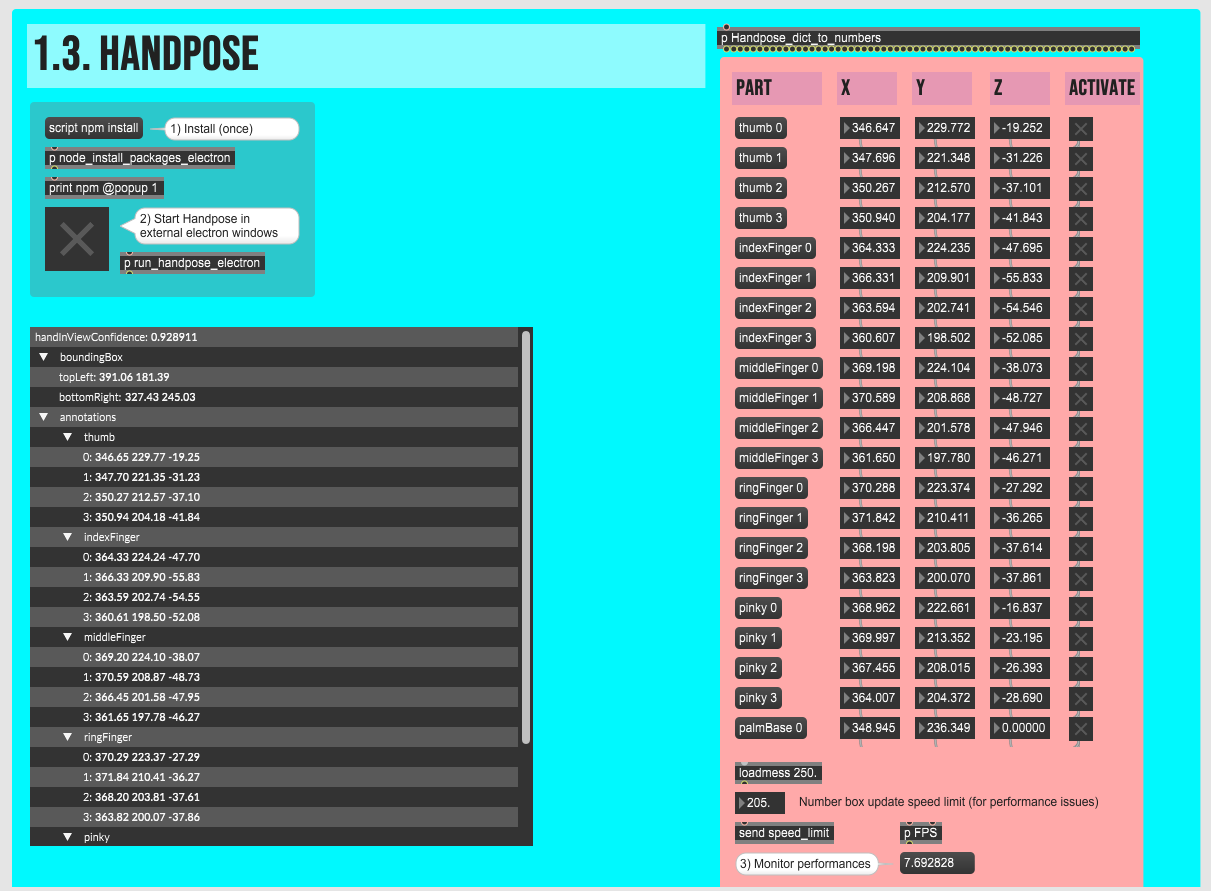 1.3. HANDPOSE
script npm install
1) Install (once)
p node_install_packages_electron
print npm @popup 1
2) Start Handpose in
external electron windows
p run_handpose_electron
handInViewConfidence: 0.928911
boundingBox
topLeft: 391.06 181.39
bottomRight: 327.43 245.03
annotations
thumb
0: 346.65 229.77 -19.25
1: 347.70 221.35 -31.23
2: 350.27 212.57 -37.10
3: 350.94 204.18 -41.84
indexFinger
0: 364.33 224.24 -47.70
1: 366.33 209.90 -55.83
2: 363.59 202.74 -54.55
3: 360.61 198.50 -52.08
middleFinger
0: 369.20 224.10 -38.07
1: 370.59 208.87 -48.73
2: 366.45 201.58 -47.95
3: 361.65 197.78 -46.27
ringFinger
0: 370.29 223.37 -27.29
1: 371.84 210.41 -36.27
2: 368.20 203.81 -37.61
3: 363.82 200.07 -37.86
pinky
p Handpose_dict_to_numbers
PART X Y Z ACTIVATE
thumb 0 346.647 229.772 -19.252
thumb 1 347.696 221.348 -31.226
thumb 2 350.267 212.570 -37.101
thumb 3 350.940 204.177 -41.843
indexFinger 0 364.333 224.235 -47.695
indexFinger 1 366.331 209.901 -55.833
indexFinger 2 363.594 202.741 -54.546
indexFinger 3 360.607 198.502 -52.085
middleFinger 0 369.198 224.104 -38.073
middleFinger 1 370.589 208.868 -48.727
middleFinger 2 366.447 201.578 -47.946
middleFinger 3 361.650 197.780 -46.271
ringFinger 0 370.288 223.374 -27.292
ringFinger 1 371.842 210.411 -36.265
ringFinger 2 368.198 203.805 -37.614
ringFinger 3 363.823 200.070 -37.861
pinky 0 368.962 222.661 -16.837
pinky 1 369.997 213.352 -23.195
pinky 2 367.455 208.015 -26.393
pinky 3 364.007 204.372 -28.690
palmBase 0 348.945 236.349 0.00000
loadmess 250.
205. Number box update speed limit (for performance issues)
send speed_limit p FPS
3) Monitor performances 7.692828